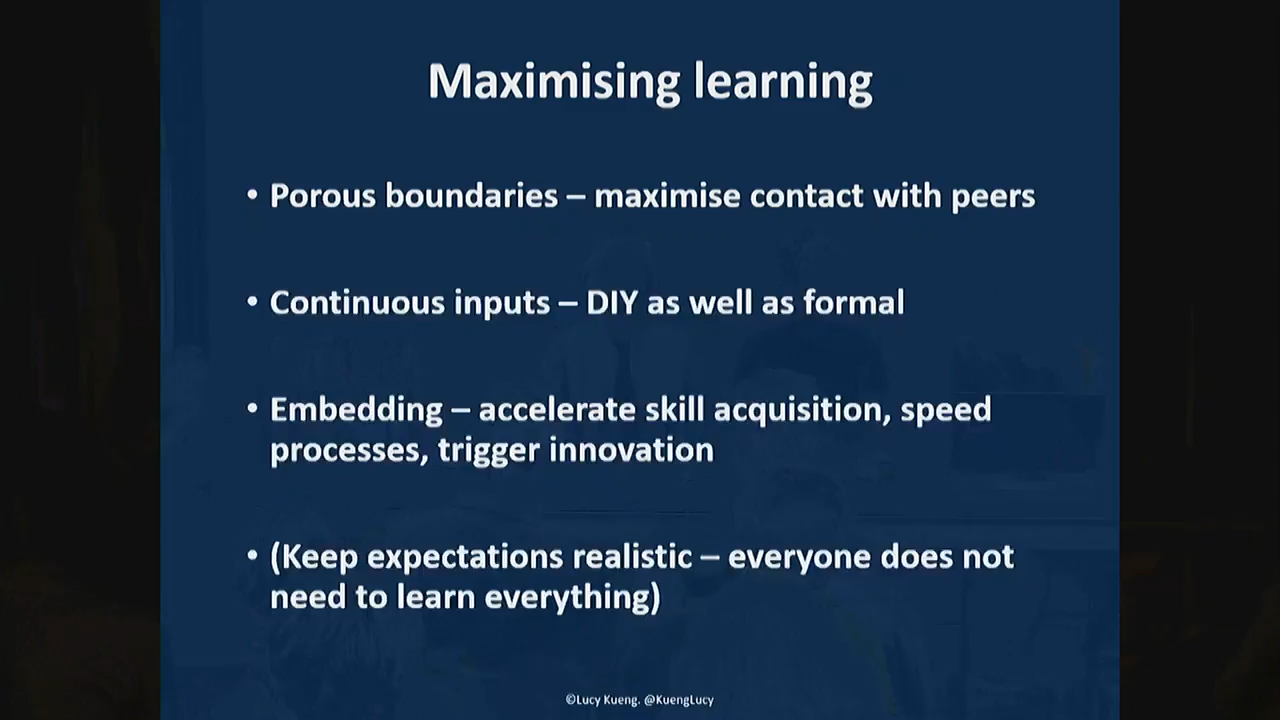 Maximising learning
• Porous boundaries – maximise contact with peers
• Continuous inputs – DIY as well as formal
• Embedding – accelerate skill acquisition, speed
processes, trigger innovation
• (Keep expectations realistic – everyone does not
need to learn everything)
©Lucy Kueng. @KuengLucy